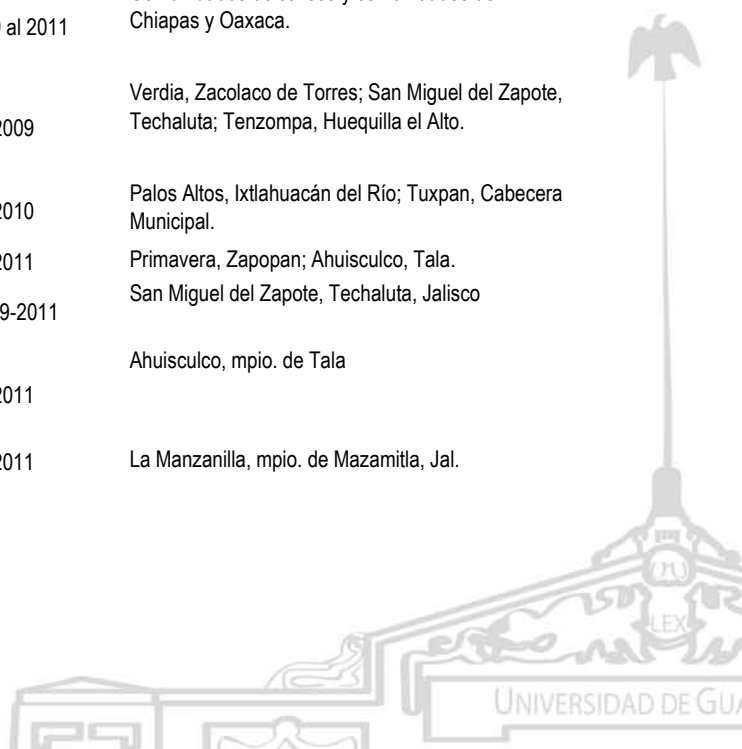 al 2011
Chiapas y Oaxaca.
2009
Verdia, Zacolaco de Torres; San Miguel del Zapote,
Techaluta; Tenzompa, Huequilla el Alto.
2010
Palos Altos, Ixtlahuacán del Río; Tuxpan, Cabecera
Municipal.
2011
Primavera, Zapopan; Ahuisculco, Tala.
9-2011
San Miguel del Zapote, Techaluta, Jalisco
2011
Ahuisculco, mpio. de Tala
2011
La Manzanilla, mpio. de Mazamitla, Jal.
LEX
UNIVERSIDAD DE GUA